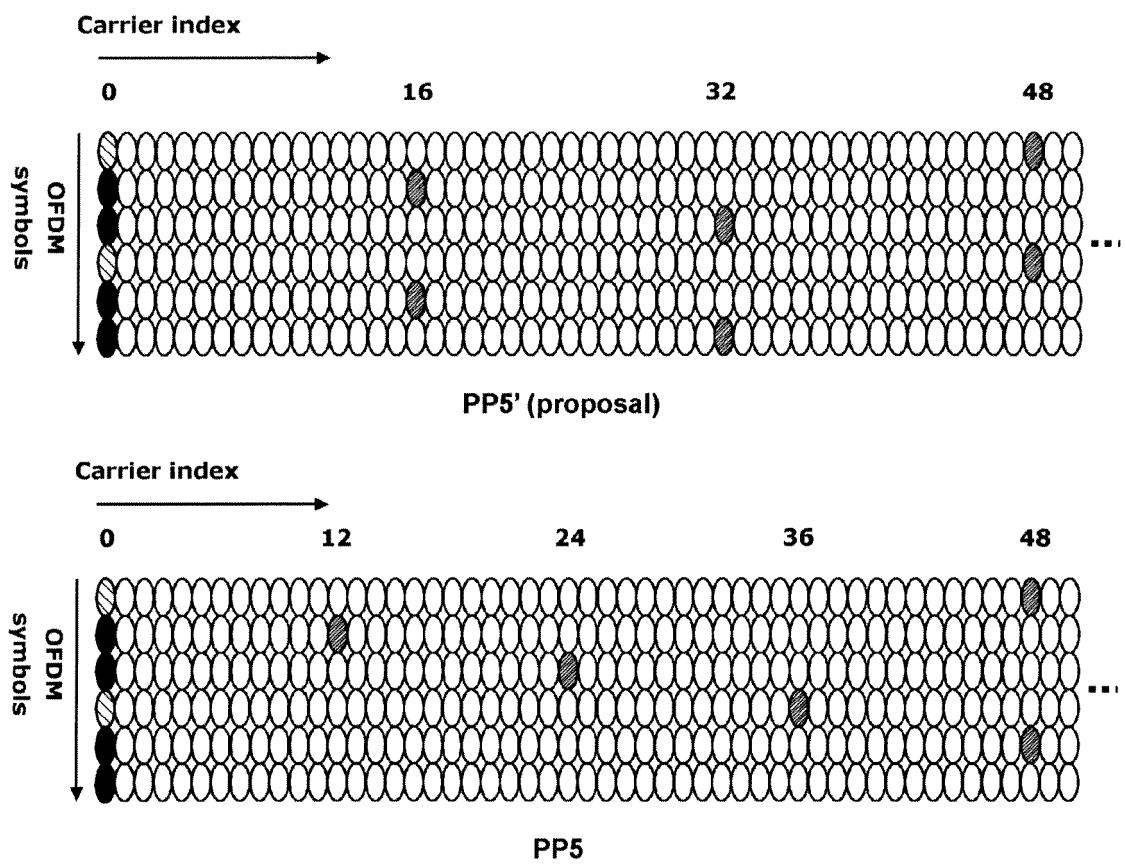 Carrier index
0 16 32 48
OFDM
symbols
PP5' (proposal)
Carrier index
0 12 24 36 48
OFDM
symbols
PP5